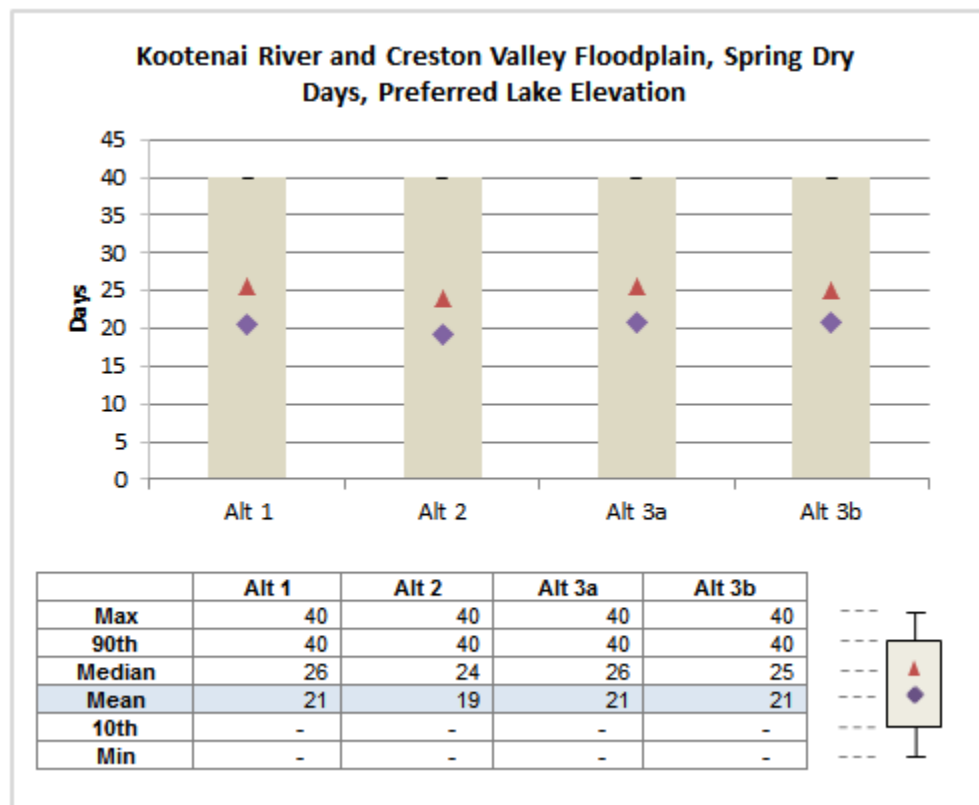 Kootenai River and Creston Valley Floodplain, Spring Dry
Days, Preferred Lake Elevation
45
40
35
30
25
20
15
10
5
0
Days
Alt 1 Alt 2 Alt 3a Alt 3b
Alt 1 Alt 2 Alt 3a Alt 3b
Max 40 40 40 40
90th 40 40 40 40
Median 26 24 26 25
Mean 21 19 21 21
10th - - - -
Min - - - -